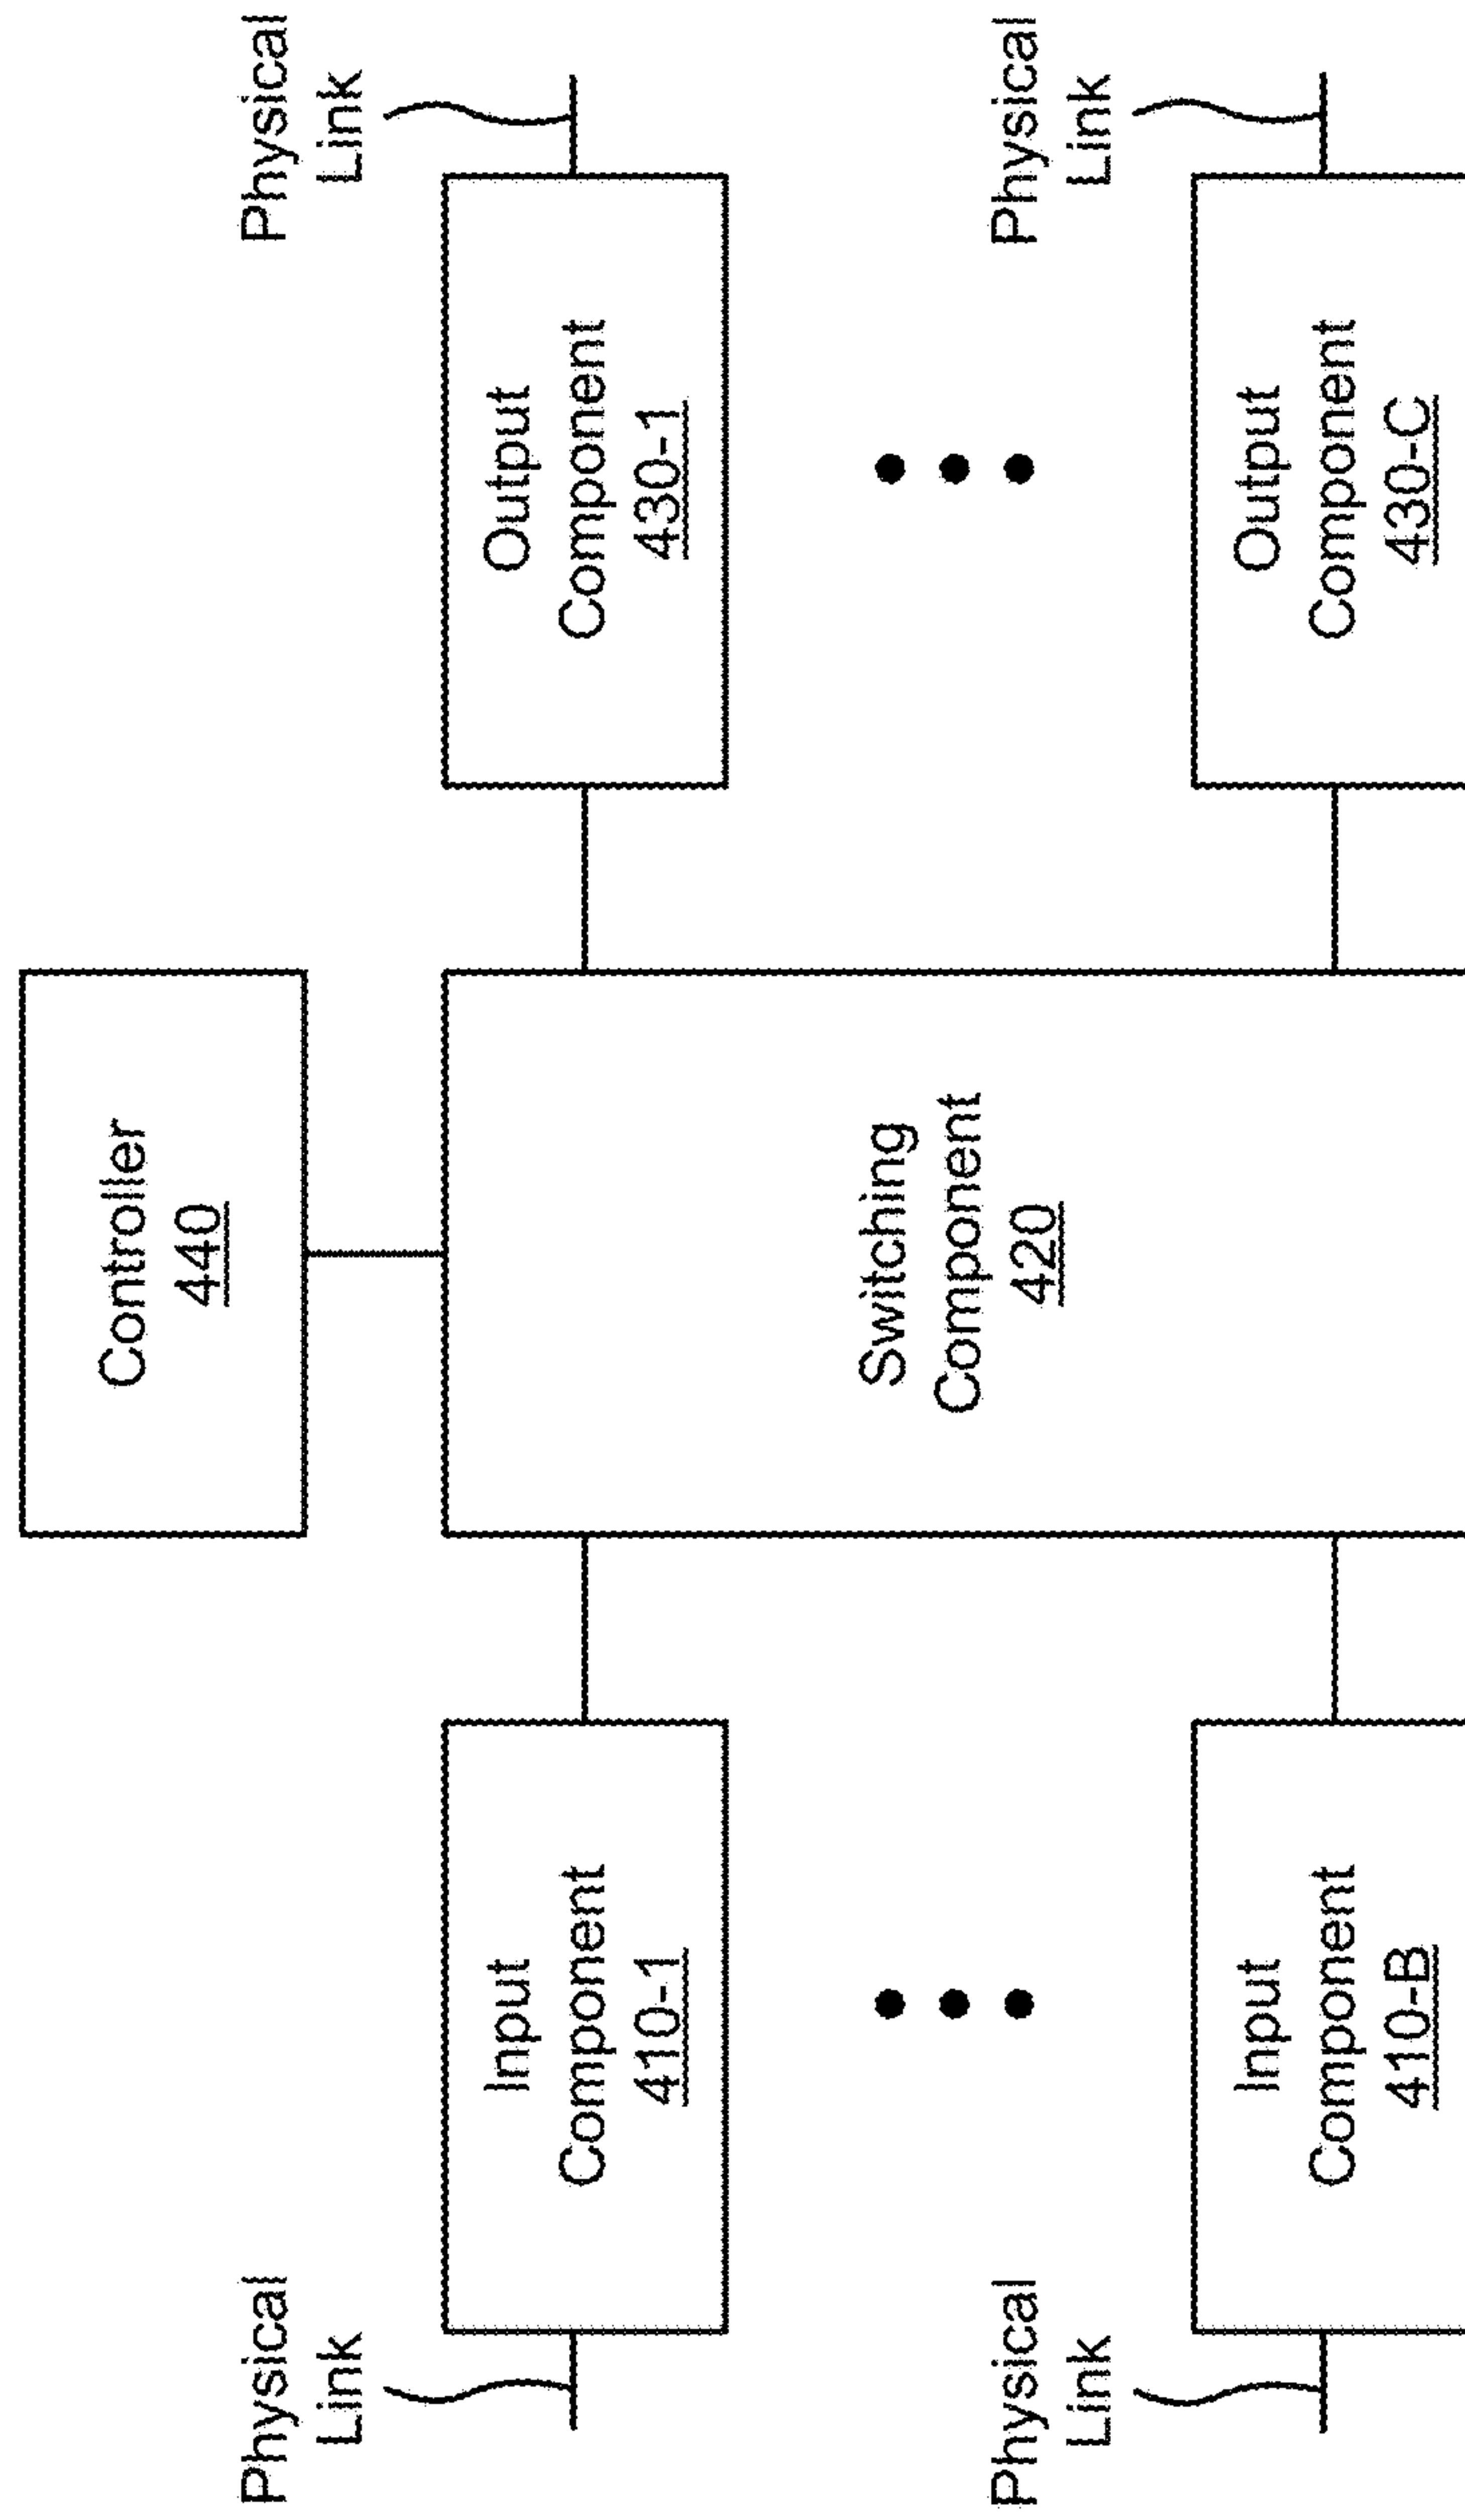 Controller
440
Physical
Link
Input
Component
410-1
Switching
Component
420
Output
Component
430-1
Physical
Link
Physical
Link
Input
Component
410-B
Output
Component
430-C
Physical
Link